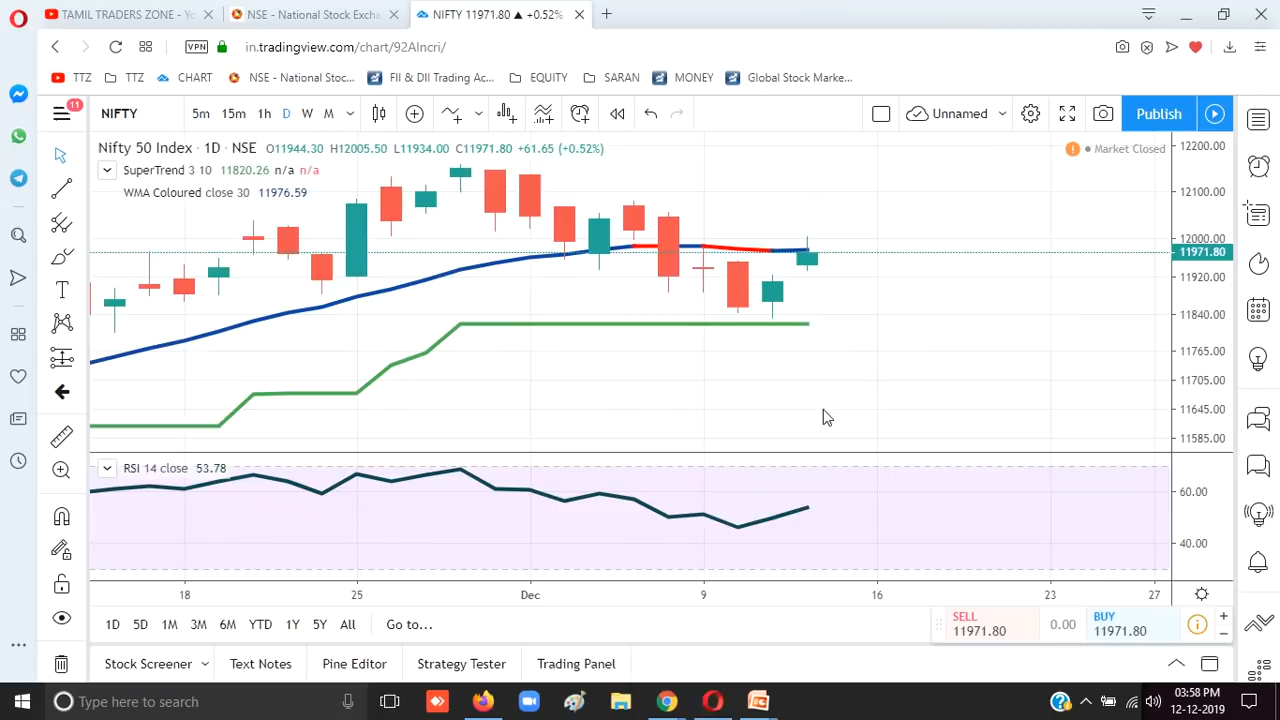 TAMIL TRADERS ZONE - Yo
NSE - National Stock Excha
NIFTY 11971.80 ▲ +0.52%
VPN
in.tradingview.com/chart/92AIncri/
TTZ
TTZ
CHART
NSE - National Stoc...
FII & DII Trading Ac...
EQUITY
SARAN
MONEY
Global Stock Marke...
11
NIFTY
5m
15m
1h
D
W
M
Unnamed
Publish
Nifty 50 Index · 1D · NSE O11944.30 H12005.50 L11934.00 C11971.80 +61.65 (+0.52%)
Market Closed
SuperTrend 3 10 11820.26 n/a n/a
WMA Coloured close 30 11976.59
12200.00
12100.00
12000.00
11971.80
11920.00
11840.00
11765.00
11705.00
11645.00
11585.00
RSI 14 close 53.78
60.00
40.00
18
25
Dec
9
16
23
27
1D
5D
1M
3M
6M
YTD
1Y
5Y
All
Go to...
SELL
11971.80
0.00
BUY
11971.80
Stock Screener
Text Notes
Pine Editor
Strategy Tester
Trading Panel
Type here to search
03:58 PM
12-12-2019